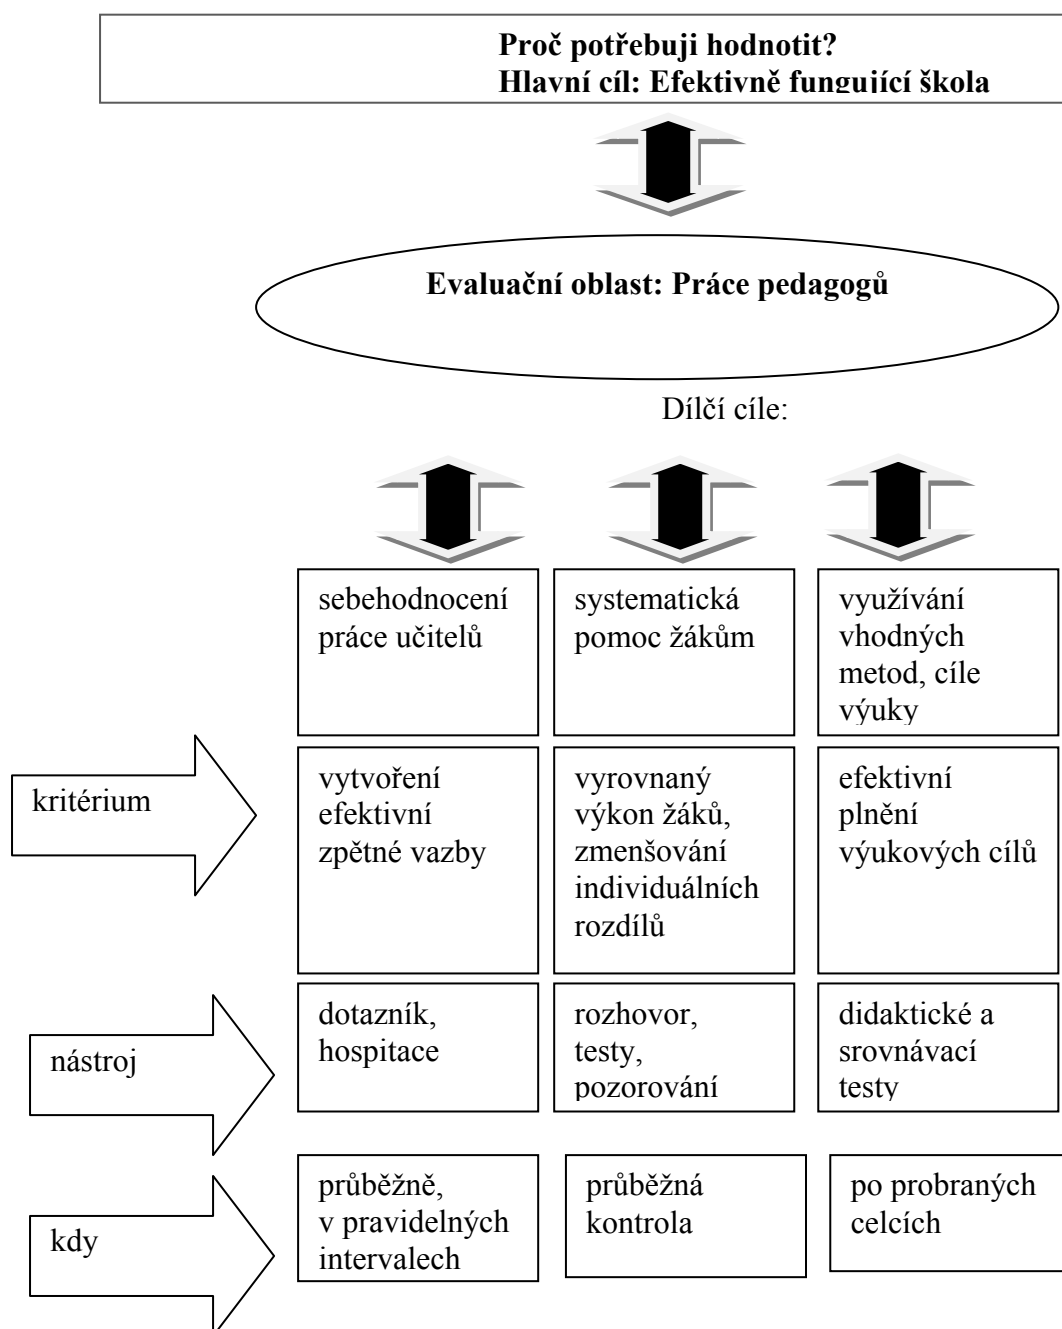 Proč potřebuji hodnotit?
Hlavní cíl: Efektivně fungující škola
Evaluační oblast: Práce pedagogů
Dílčí cíle:
sebehodnocení
práce učitelů
systematická
pomoc žákům
využívání
vhodných
metod, cíle
výuky
kritérium
vytvoření
efektivní
zpětné vazby
vyrovnaný
výkon žáků,
zmenšování
individuálních
rozdílů
efektivní
plnění
výukových cílů
nástroj
dotazník,
hospitace
rozhovor,
testy,
pozorování
didaktické a
srovnávací
testy
kdy
průběžně,
v pravidelných
intervalech
průběžná
kontrola
po probraných
celcích